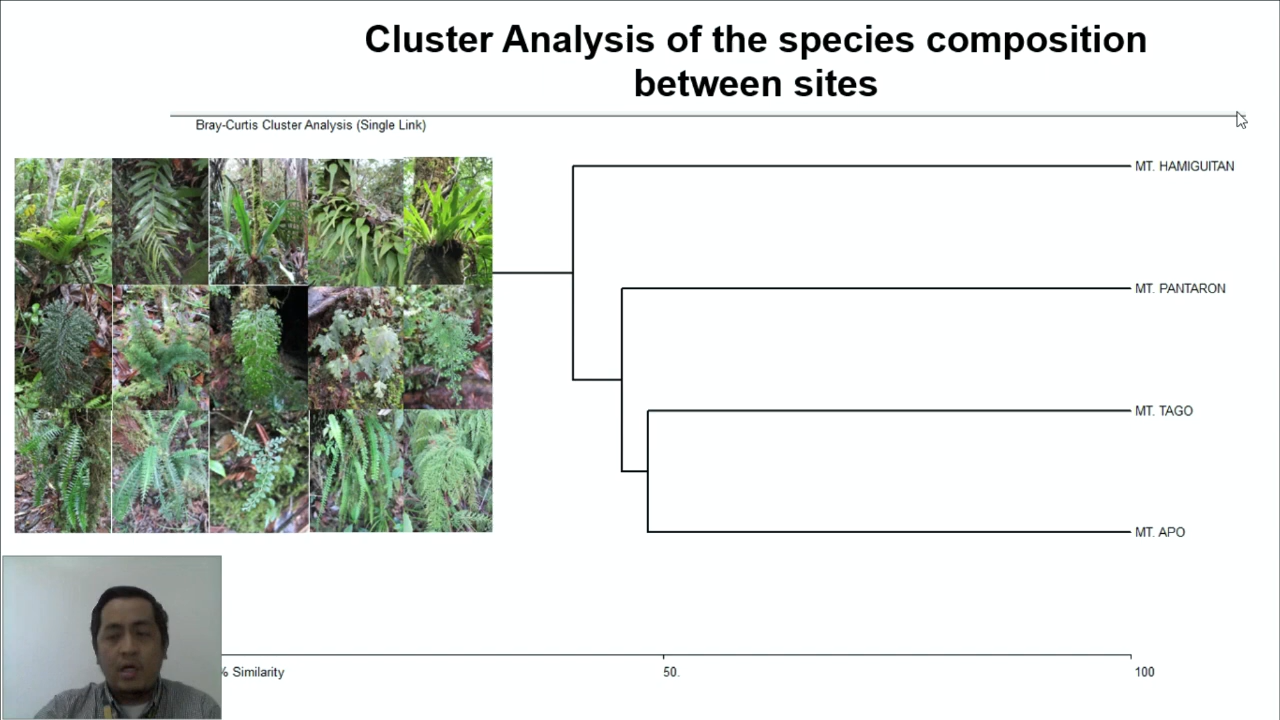 Cluster Analysis of the species composition
between sites
Bray-Curtis Cluster Analysis (Single Link)
MT. HAMIGUITAN
MT. PANTARON
MT. TAGO
MT. APO
% Similarity
50.
100